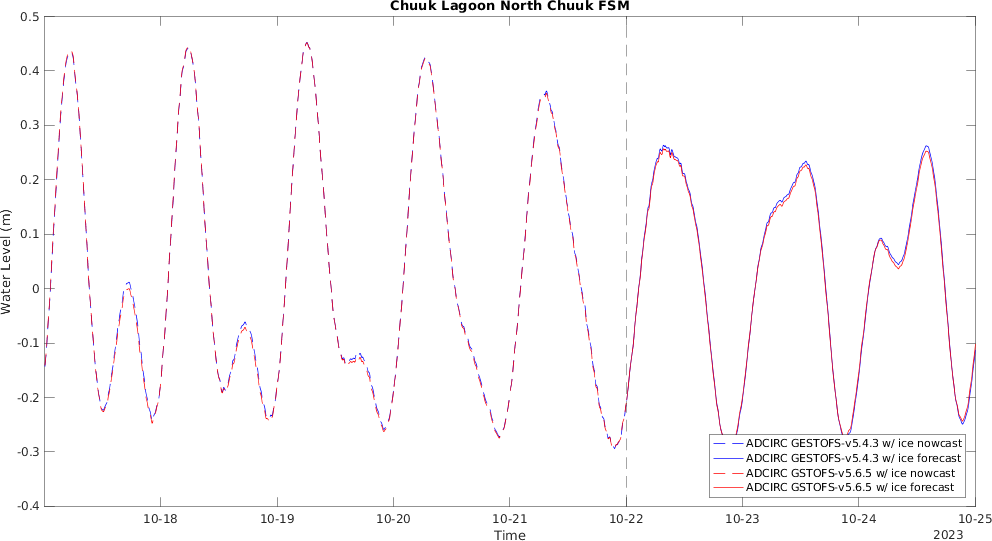 Chuuk Lagoon North Chuuk FSM
0.5
0.4
0.3
0.2
0.1
0
-0.1
-0.2
-0.3
-0.4
Water Level (m)
ADCIRC GESTOFS-v5.4.3 w/ ice nowcast
ADCIRC GESTOFS-v5.4.3 w/ ice forecast
ADCIRC GSTOFS-v5.6.5 w/ ice nowcast
ADCIRC GSTOFS-v5.6.5 w/ ice forecast
10-18 10-19 10-20 10-21 10-22 10-23 10-24 10-25
Time
2023